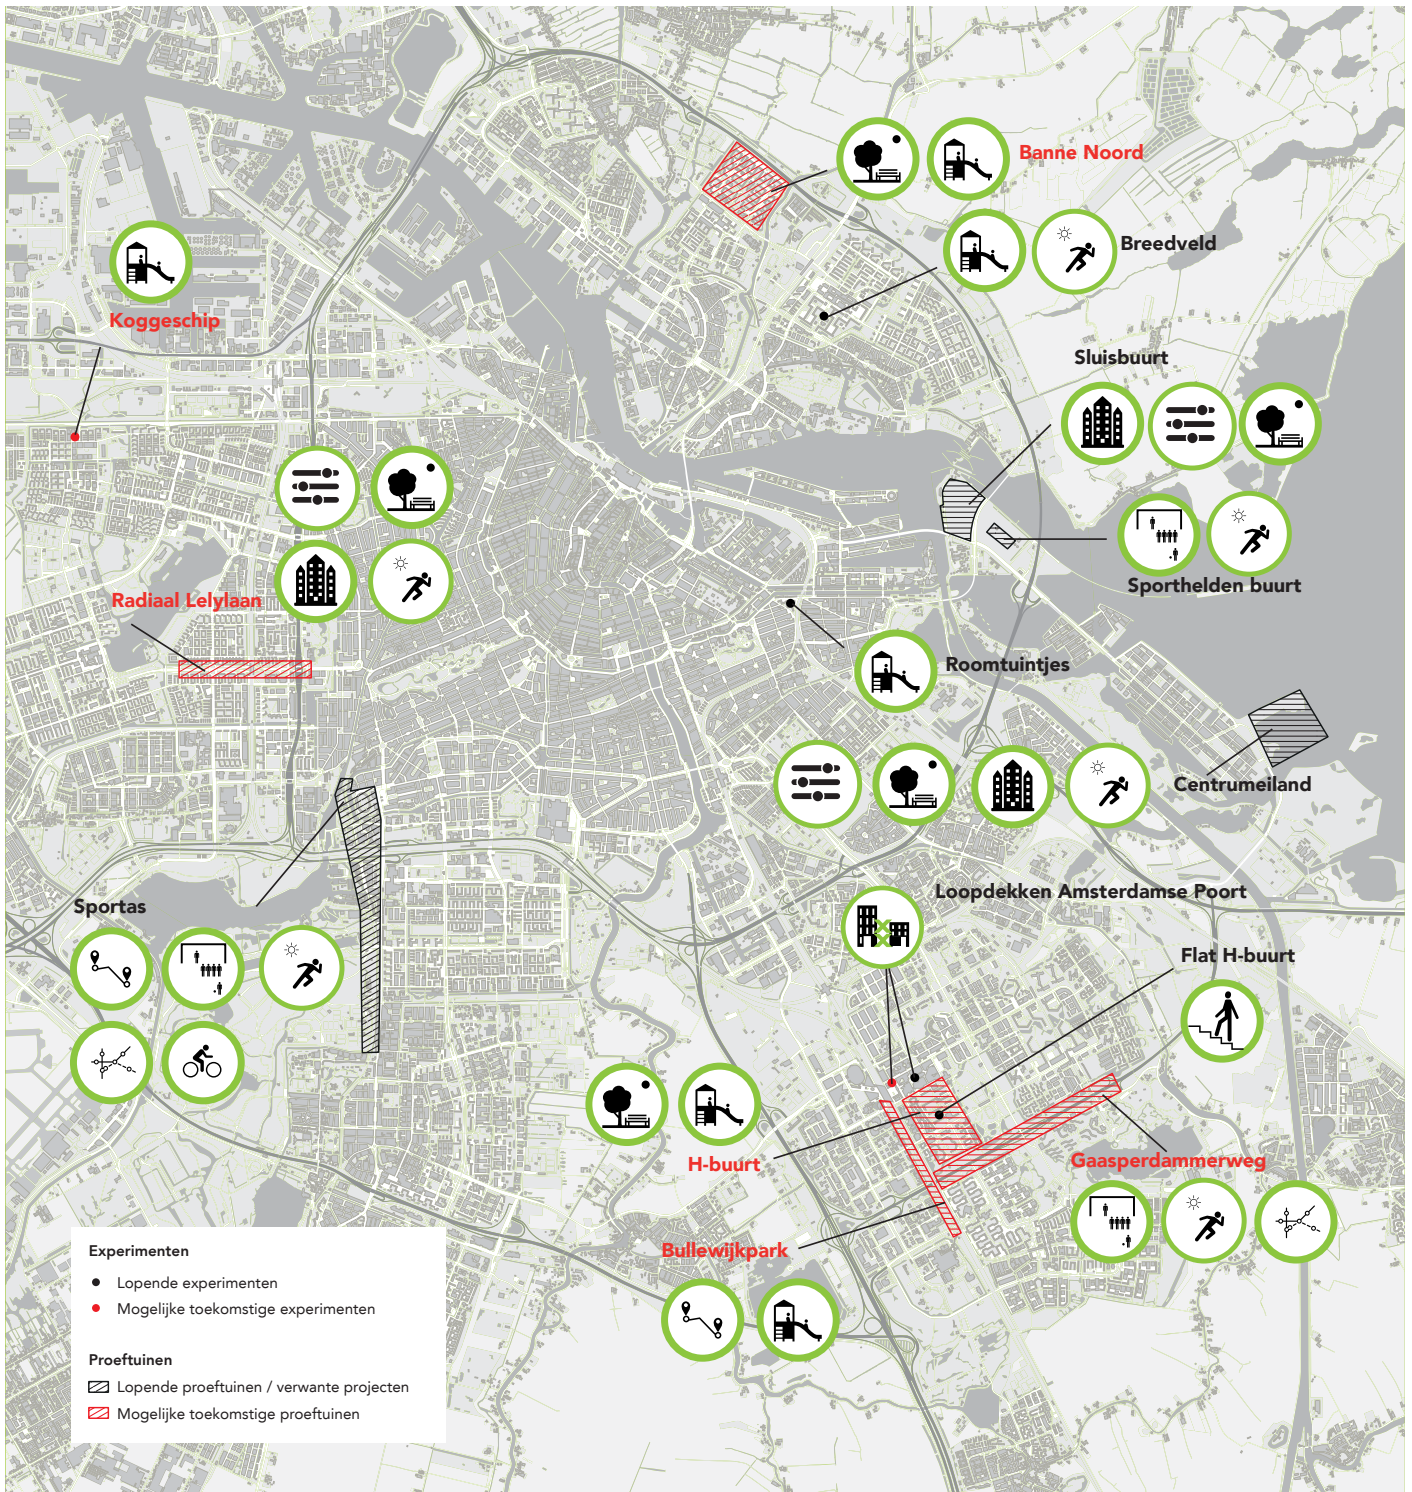 Banne Noord
Breedveld
Koggeschip
Sluisbuurt
Sporthelden buurt
Radiaal Lelylaan
Roomtuintjes
Centrumeiland
Sportas
Loopdekken Amsterdamse Poort
Flat H-buurt
H-buurt
Gaasperdammerweg
Bullewijkpark
Experimenten
Lopende experimenten
Mogelijke toekomstige experimenten
Proeftuinen
Lopende proeftuinen / verwante projecten
Mogelijke toekomstige proeftuinen